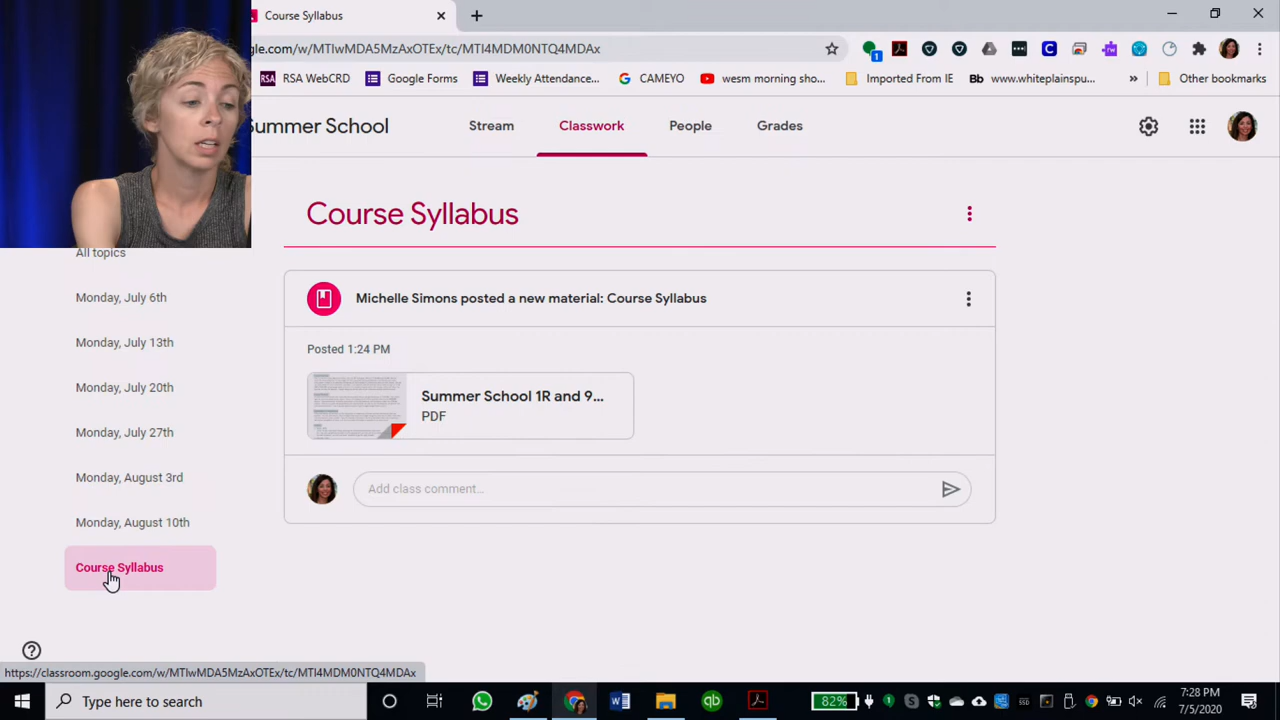 Course Syllabus
gle.com/w/MTIwMDA5MzAxOTEx/tc/MTI4MDM0NTQ4MDAx
1
RSA
RSA WebCRD
Google Forms
Weekly Attendance...
CAMEYO
wesm morning sho...
Imported From IE
Bb
www.whiteplainspu...
»
Other bookmarks
Summer School
Stream
Classwork
People
Grades
Course Syllabus
All topics
Monday, July 6th
Monday, July 13th
Monday, July 20th
Monday, July 27th
Monday, August 3rd
Monday, August 10th
Course Syllabus
Michelle Simons posted a new material: Course Syllabus
Posted 1:24 PM
Summer School 1R and 9...
PDF
Add class comment...
https://classroom.google.com/w/MTIwMDA5MzAxOTEx/tc/MTI4MDM0NTQ4MDAx
Type here to search
82%
7:28 PM
7/5/2020